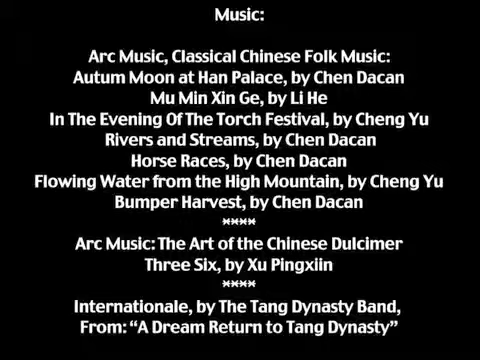 Music:
Arc Music, Classical Chinese Folk Music:
Autum Moon at Han Palace, by Chen Dacan
Mu Min Xin Ge, by Li He
In The Evening Of The Torch Festival, by Cheng Yu
Rivers and Streams, by Chen Dacan
Horse Races, by Chen Dacan
Flowing Water from the High Mountain, by Cheng Yu
Bumper Harvest, by Chen Dacan
****
Arc Music: The Art of the Chinese Dulcimer
Three Six, by Xu Pingxiin
****
Internationale, by The Tang Dynasty Band,
From: “A Dream Return to Tang Dynasty”